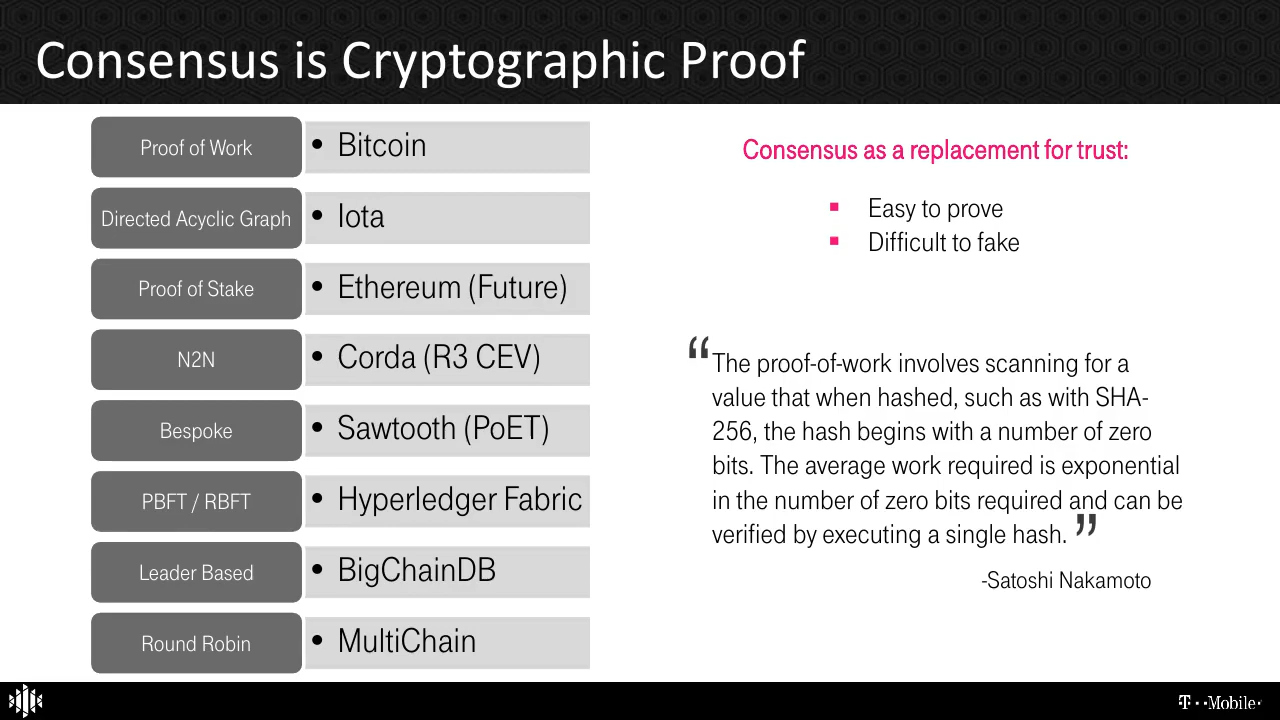 Consensus is Cryptographic Proof
Proof of Work
• Bitcoin
Directed Acyclic Graph
• Iota
Proof of Stake
• Ethereum (Future)
N2N
• Corda (R3 CEV)
Bespoke
• Sawtooth (PoET)
PBFT / RBFT
• Hyperledger Fabric
Leader Based
• BigChainDB
Round Robin
• MultiChain
Consensus as a replacement for trust:
▪ Easy to prove
▪ Difficult to fake
“The proof-of-work involves scanning for a
value that when hashed, such as with SHA-
256, the hash begins with a number of zero
bits. The average work required is exponential
in the number of zero bits required and can be
verified by executing a single hash.”
-Satoshi Nakamoto
T··Mobile·